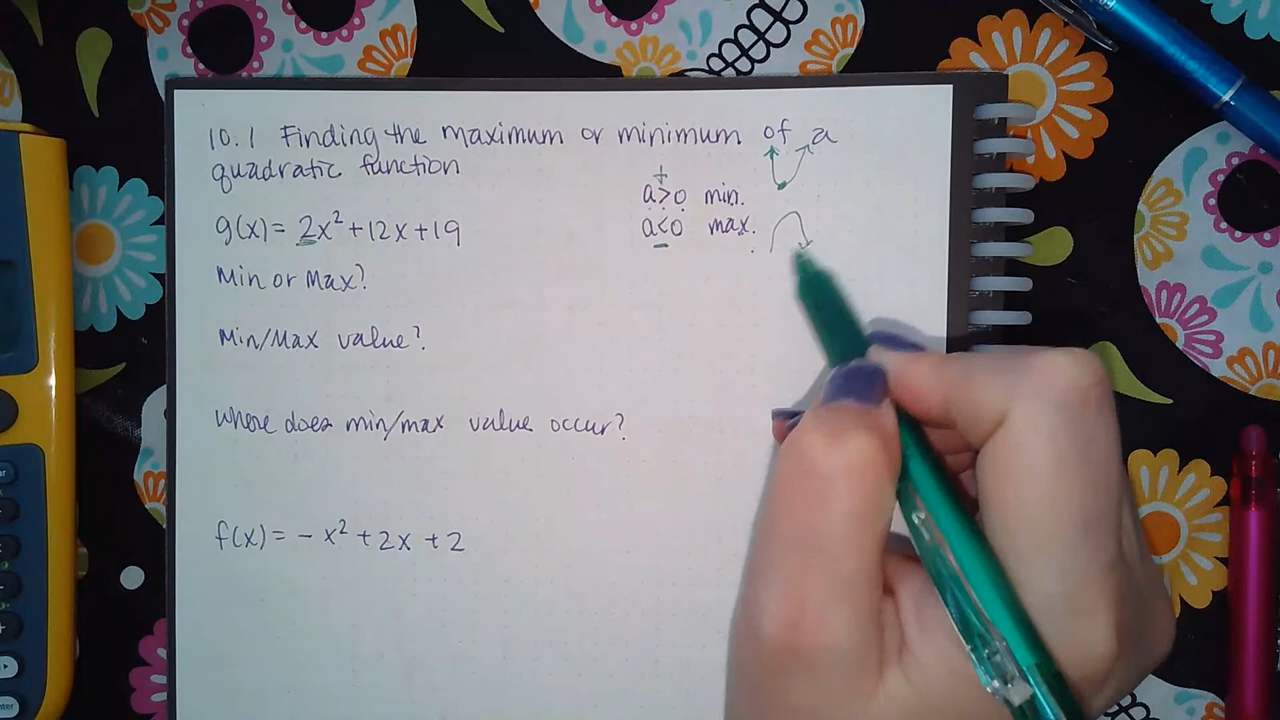 10.1 Finding the maximum or minimum of a
quadratic function
+
a>0 min.
g(x) = 2x²+12x+19
a<0 max.
Min or Max?
Min/Max value?
where does min/max value occur?
f(x) = -x²+2x+2